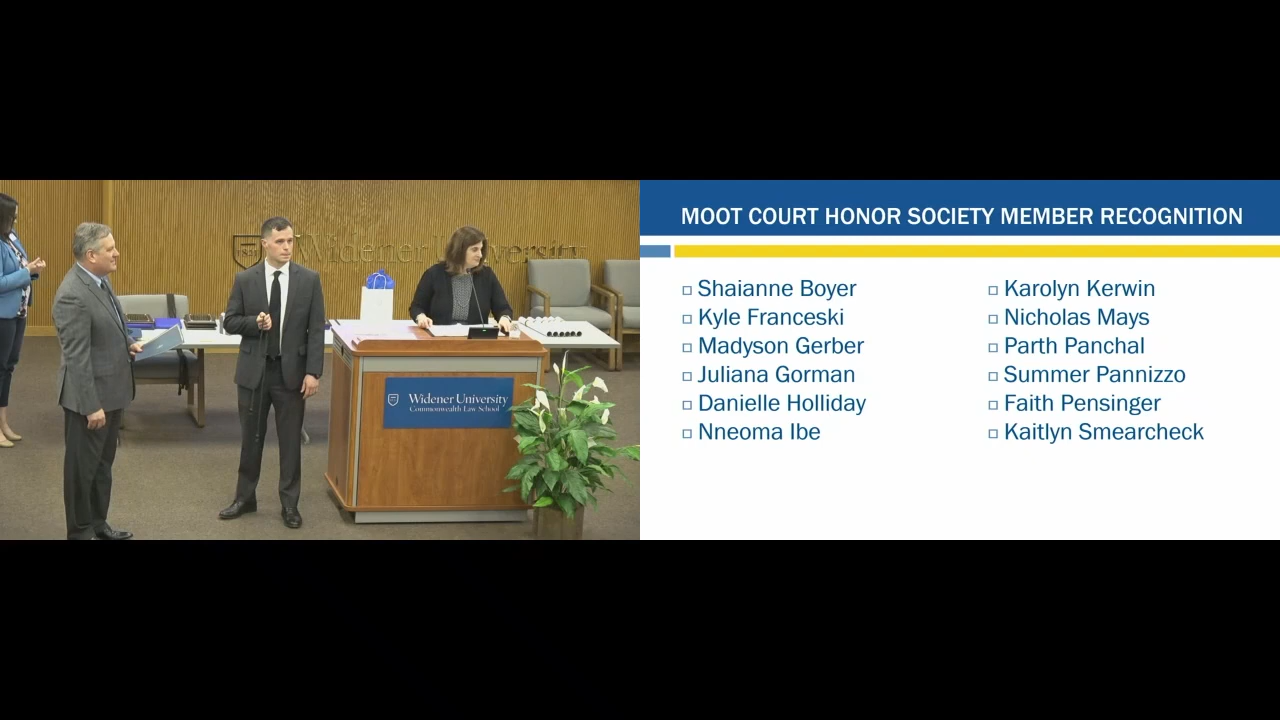 1821 Widener University
Widener University
Commonwealth Law School
MOOT COURT HONOR SOCIETY MEMBER RECOGNITION
Shaianne Boyer
Kyle Franceski
Madyson Gerber
Juliana Gorman
Danielle Holliday
Nneoma Ibe
Karolyn Kerwin
Nicholas Mays
Parth Panchal
Summer Pannizzo
Faith Pensinger
Kaitlyn Smearcheck